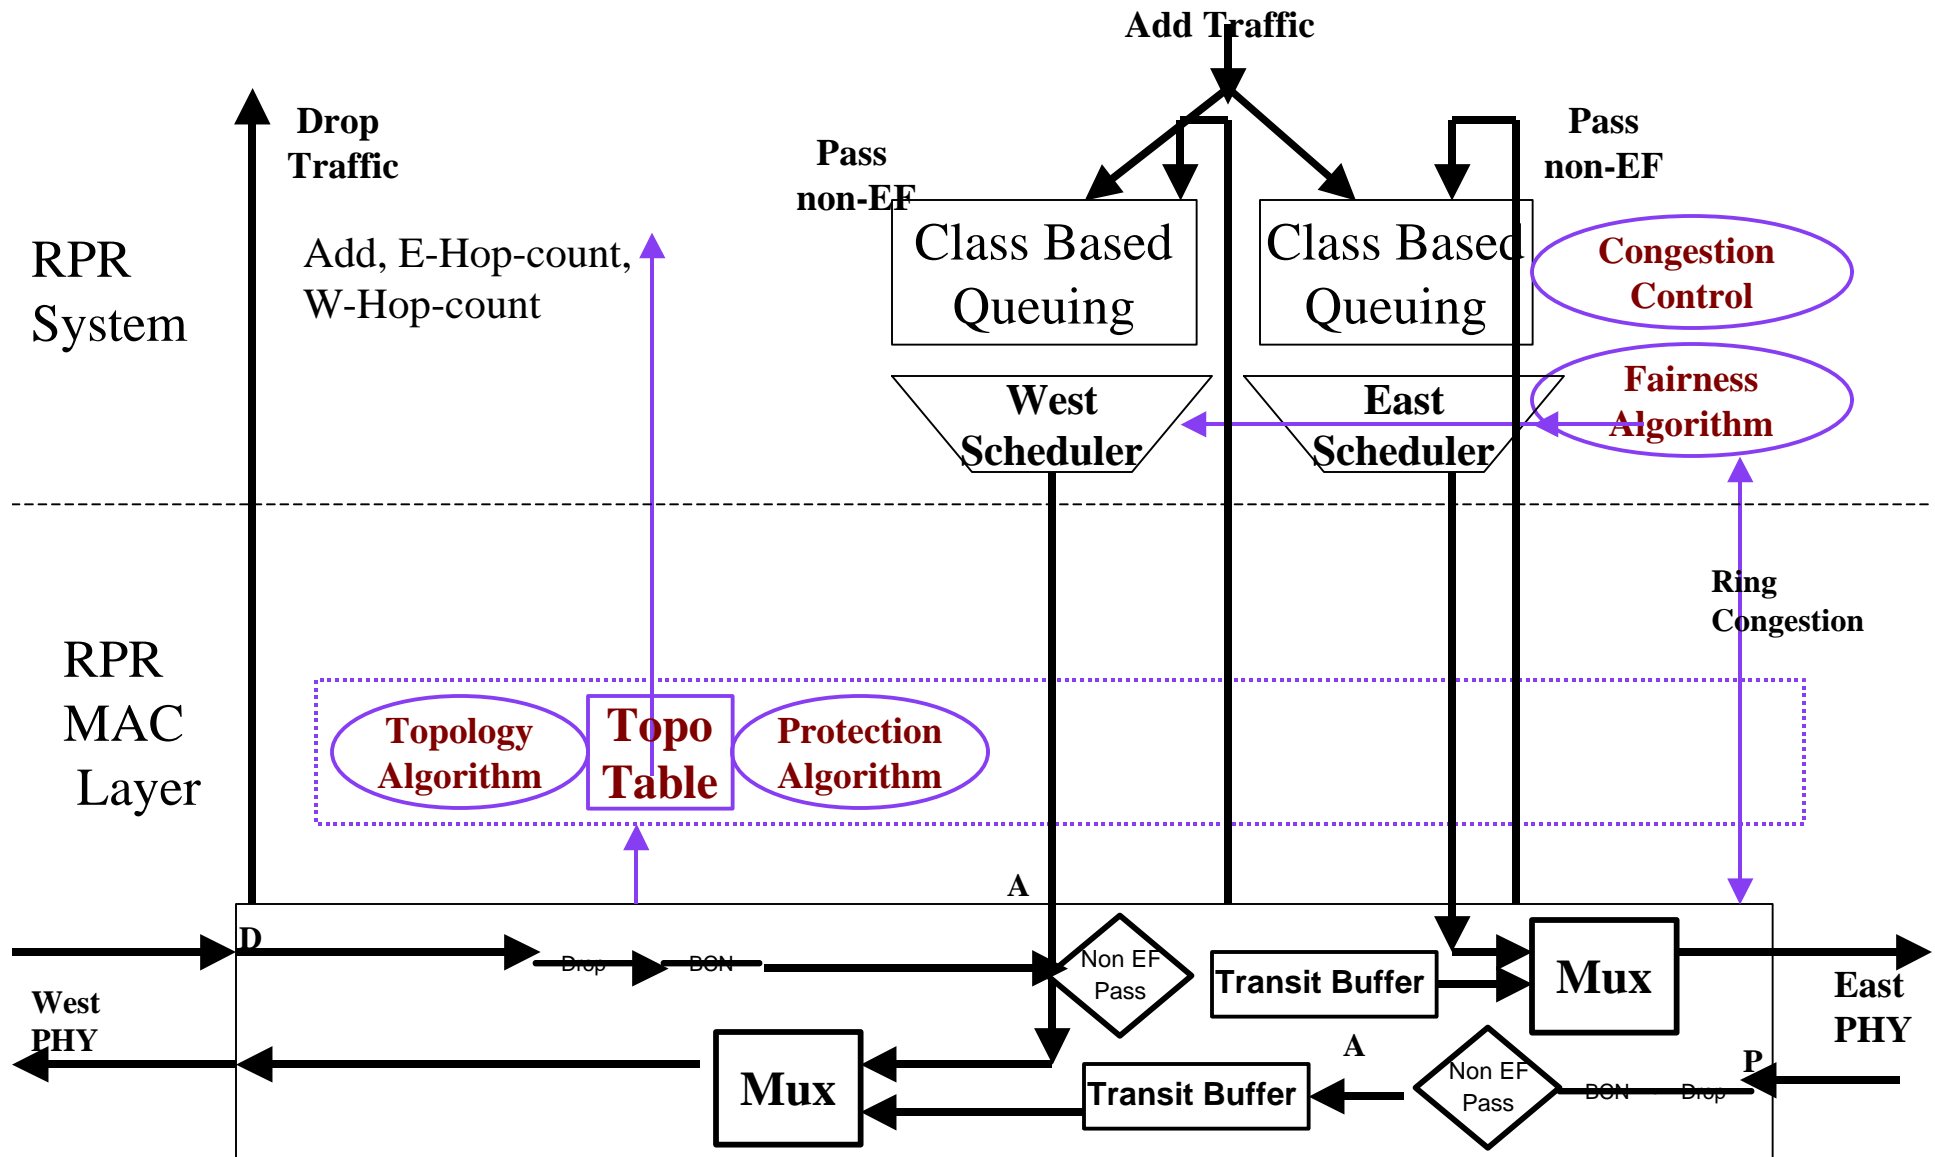 Add Traffic
Drop
Traffic
Pass
non-EF
Pass
non-EF
RPR
System
Add, E-Hop-count,
W-Hop-count
Class Based
Queuing
Class Based
Queuing
Congestion
Control
West
Scheduler
East
Scheduler
Fairness
Algorithm
Ring
Congestion
RPR
MAC
Layer
Topology
Algorithm
Topo
Table
Protection
Algorithm
A
D
Drop
BON
Non EF
Pass
Transit Buffer
Mux
West
PHY
East
PHY
Mux
Transit Buffer
A
Non EF
Pass
BON
Drop
P